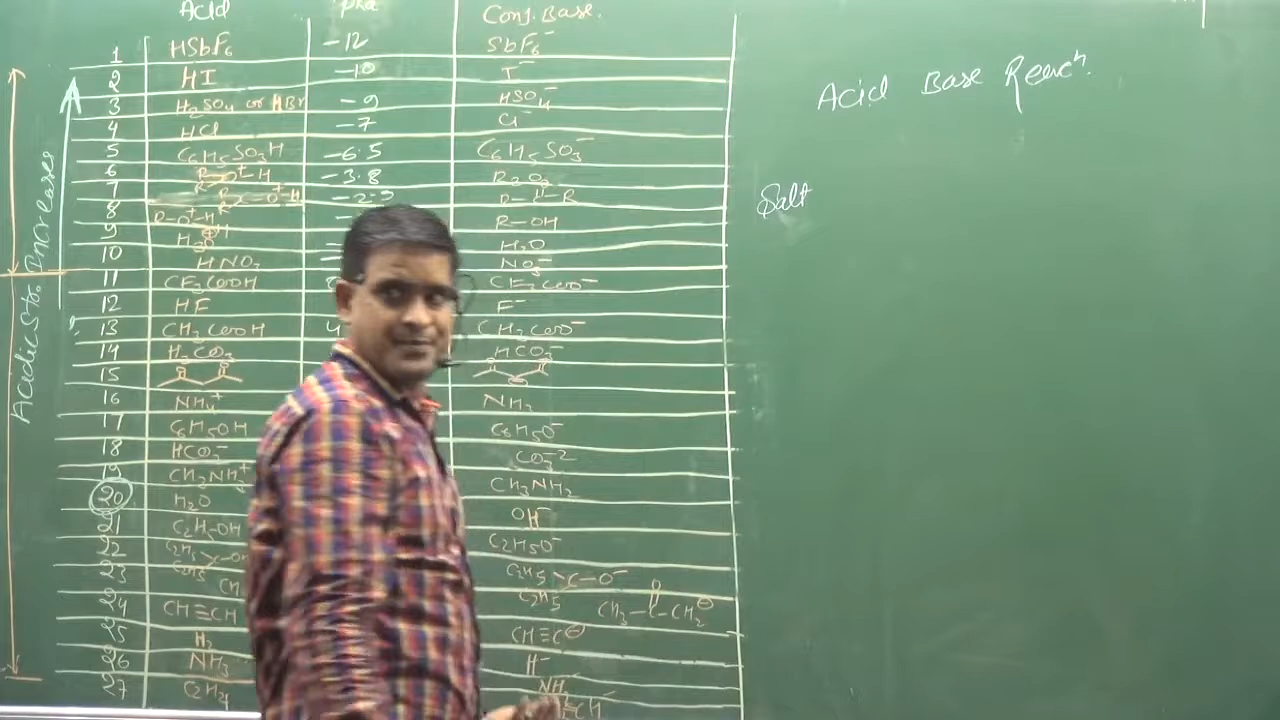 Acid pka Conj. Base.
1 HSbF6 -12 SbF6-
2 HI -10 I-
3 H2SO4 or HBr -9 HSO4-
4 HCl -7 Cl-
5 C6H5SO3H -6.5 C6H5SO3-
6 -3.8
7
8 R-OH
9 H2O
10 HNO3 NO3-
11 CF3COOH CF3COO-
12 HF F-
13 CH3COOH 4 CH3COO-
14 H2CO3 HCO3-
15
16 NH4+ NH3
17 C6H5OH C6H5O-
18 HCO3- CO3-2
19 CH3NH3+ CH3NH2
20 H2O OH-
21 C2H5-OH C2H5O-
22
23
24 CH≡CH CH≡C⊖
25 H2 H-
26 NH3
27 C2H4
Acidic Str. Increases
Acid Base Reacn.
Salt